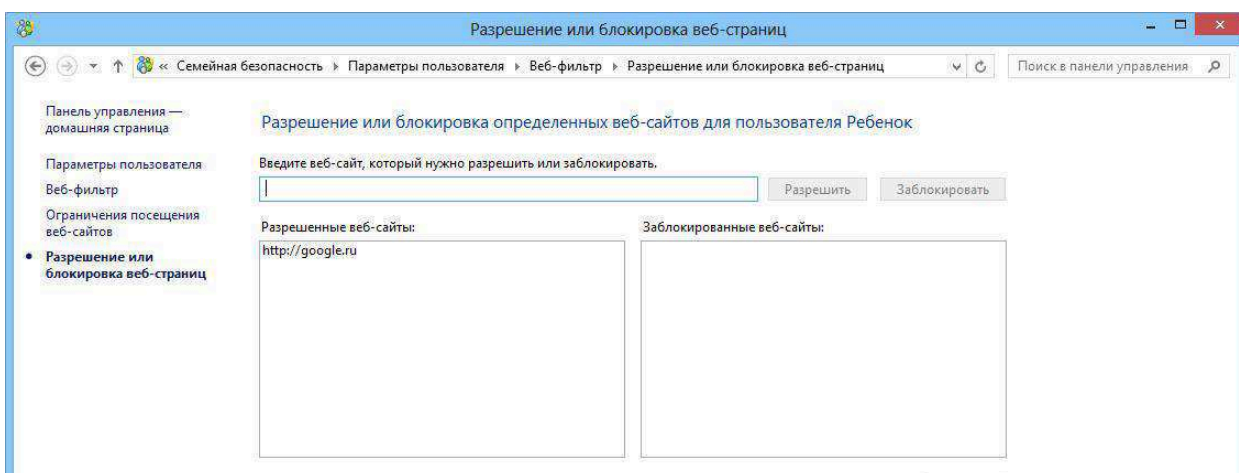 Разрешение или блокировка веб-страниц
« Семейная безопасность ▸ Параметры пользователя ▸ Веб-фильтр ▸ Разрешение или блокировка веб-страниц
Поиск в панели управления
Панель управления —
домашняя страница
Параметры пользователя
Веб-фильтр
Ограничения посещения
веб-сайтов
• Разрешение или
блокировка веб-страниц
Разрешение или блокировка определенных веб-сайтов для пользователя Ребенок
Введите веб-сайт, который нужно разрешить или заблокировать.
Разрешить
Заблокировать
Разрешенные веб-сайты:
http://google.ru
Заблокированные веб-сайты: